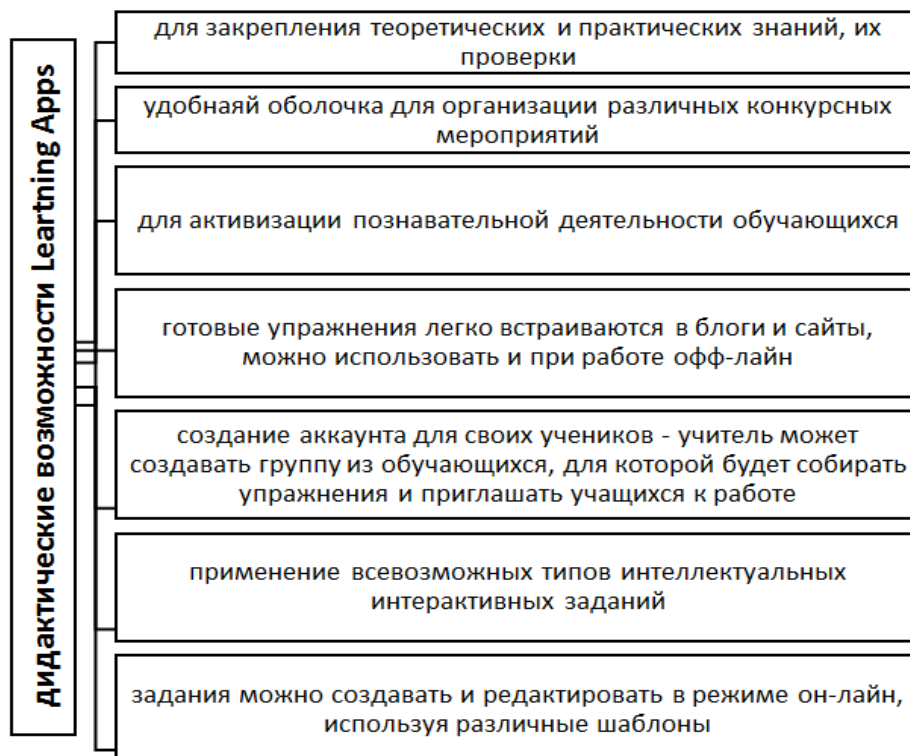 дидактические возможности Leartning Apps
для закрепления теоретических и практических знаний, их
проверки
удобнаяй оболочка для организации различных конкурсных
мероприятий
для активизации познавательной деятельности обучающихся
готовые упражнения легко встраиваются в блоги и сайты,
можно использовать и при работе офф-лайн
создание аккаунта для своих учеников - учитель может
создавать группу из обучающихся, для которой будет собирать
упражнения и приглашать учащихся к работе
применение всевозможных типов интеллектуальных
интерактивных заданий
задания можно создавать и редактировать в режиме он-лайн,
используя различные шаблоны